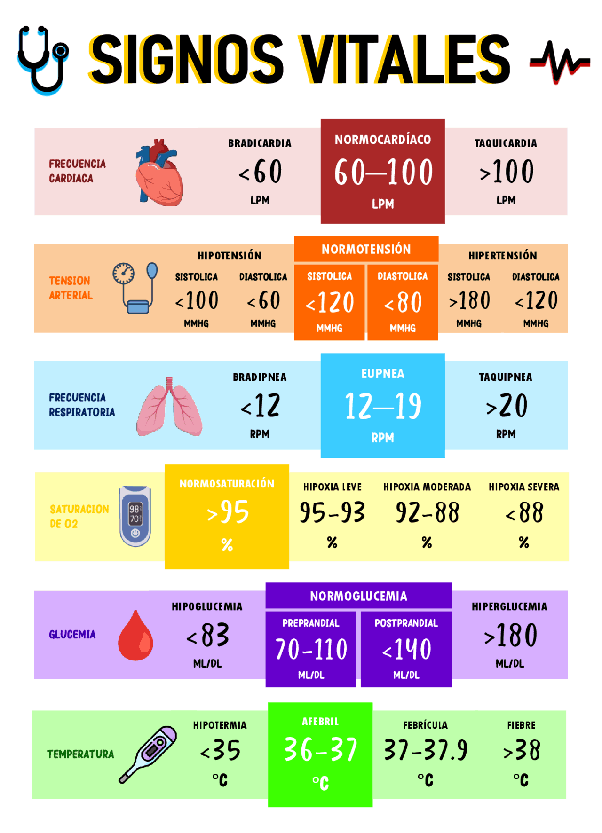 SIGNOS VITALES
FRECUENCIA
CARDIACA
BRADICARDIA
<60
LPM
NORMOCARDÍACO
60—100
LPM
TAQUICARDIA
>100
LPM
TENSION
ARTERIAL
HIPOTENSIÓN
SISTOLICA
<100
MMHG
DIASTOLICA
<60
MMHG
NORMOTENSIÓN
SISTOLICA
<120
MMHG
DIASTOLICA
<80
MMHG
HIPERTENSIÓN
SISTOLICA
>180
MMHG
DIASTOLICA
<120
MMHG
FRECUENCIA
RESPIRATORIA
BRADIPNEA
<12
RPM
EUPNEA
12—19
RPM
TAQUIPNEA
>20
RPM
SATURACION
DE O2
98
70
NORMOSATURACIÓN
>95
%
HIPOXIA LEVE
95-93
%
HIPOXIA MODERADA
92-88
%
HIPOXIA SEVERA
<88
%
GLUCEMIA
HIPOGLUCEMIA
<83
ML/DL
NORMOGLUCEMIA
PREPRANDIAL
70-110
ML/DL
POSTPRANDIAL
<140
ML/DL
HIPERGLUCEMIA
>180
ML/DL
TEMPERATURA
HIPOTERMIA
<35
°C
AFEBRIL
36-37
°C
FEBRÍCULA
37-37.9
°C
FIEBRE
>38
°C